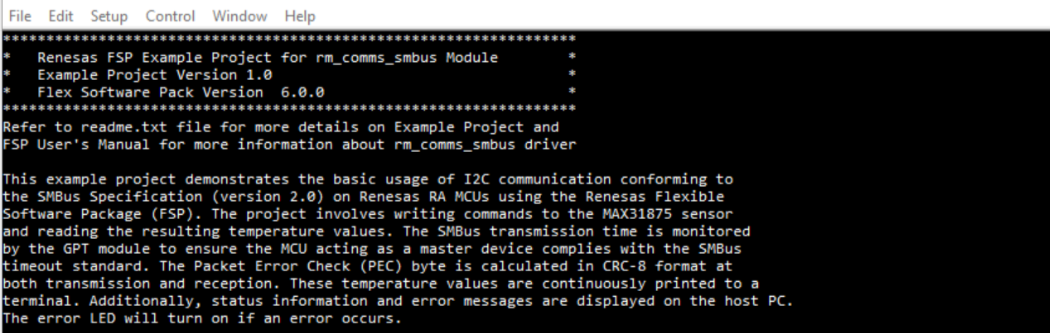 File Edit Setup Control Window Help
***********************************************************************
* Renesas FSP Example Project for rm_comms_smbus Module *
* Example Project Version 1.0 *
* Flex Software Pack Version 6.0.0 *
***********************************************************************
Refer to readme.txt file for more details on Example Project and
FSP User's Manual for more information about rm_comms_smbus driver
This example project demonstrates the basic usage of I2C communication conforming to
the SMBus Specification (version 2.0) on Renesas RA MCUs using the Renesas Flexible
Software Package (FSP). The project involves writing commands to the MAX31875 sensor
and reading the resulting temperature values. The SMBus transmission time is monitored
by the GPT module to ensure the MCU acting as a master device complies with the SMBus
timeout standard. The Packet Error Check (PEC) byte is calculated in CRC-8 format at
both transmission and reception. These temperature values are continuously printed to a
terminal. Additionally, status information and error messages are displayed on the host PC.
The error LED will turn on if an error occurs.